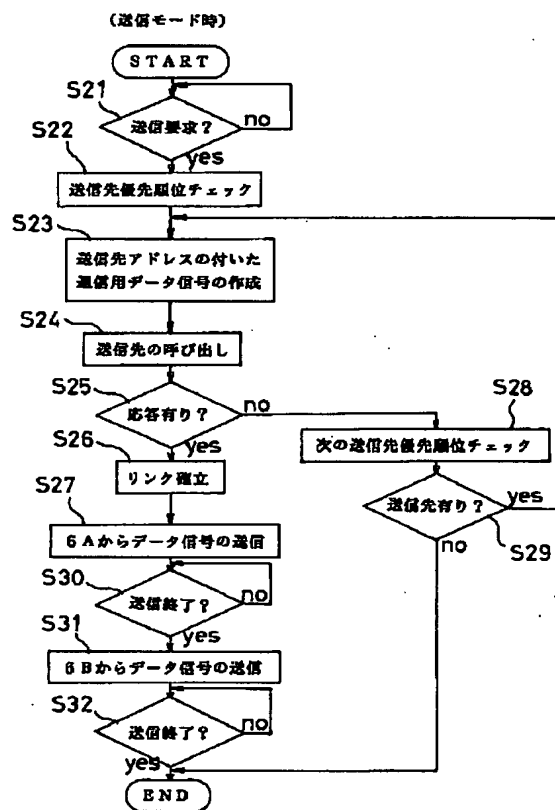 (送信モード時)
START
S21
送信要求?
no
yes
S22
送信先優先順位チェック
S23
送信先アドレスの付いた
通信用データ信号の作成
S24
送信先の呼び出し
S25
応答有り?
no
yes
S26
リンク確立
S27
6Aからデータ信号の送信
S28
次の送信先優先順位チェック
送信先有り?
yes
S29
no
S30
送信終了?
no
yes
S31
6Bからデータ信号の送信
S32
送信終了?
no
yes
END